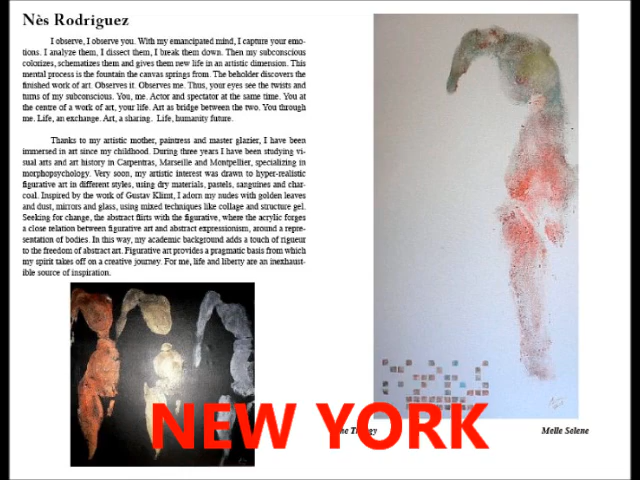 Nès Rodriguez
I observe, I observe you. With my emancipated mind, I capture your emo-
tions. I analyze them, I dissect them, I break them down. Then my subconscious
colorizes, schematizes them and gives them new life in an artistic dimension. This
mental process is the fountain the canvas springs from. The beholder discovers the
finished work of art. Observes it. Observes me. Thus, your eyes see the twists and
turns of my subconscious. You, me. Actor and spectator at the same time. You at
the centre of a work of art, your life. Art as bridge between the two. You through
me. Life, an exchange. Art, a sharing. Life, humanity future.
Thanks to my artistic mother, paintress and master glazier, I have been
immersed in art since my childhood. During three years I have been studying vi-
sual arts and art history in Carpentras, Marseille and Montpellier, specializing in
morphopsychology. Very soon, my artistic interest was drawn to hyper-realistic
figurative art in different styles, using dry materials, pastels, sanguines and char-
coal. Inspired by the work of Gustav Klimt, I adorn my nudes with golden leaves
and dust, mirrors and glass, using mixed techniques like collage and structure gel.
Seeking for change, the abstract flirts with the figurative, where the acrylic forges
a close relation between figurative art and abstract expressionism, around a repre-
sentation of bodies. In this way, my academic background adds a touch of rigueur
to the freedom of abstract art. Figurative art provides a pragmatic basis from which
my spirit takes off on a creative journey. For me, life and liberty are an inexhaust-
ible source of inspiration.
NEW YORK
Melle Selene